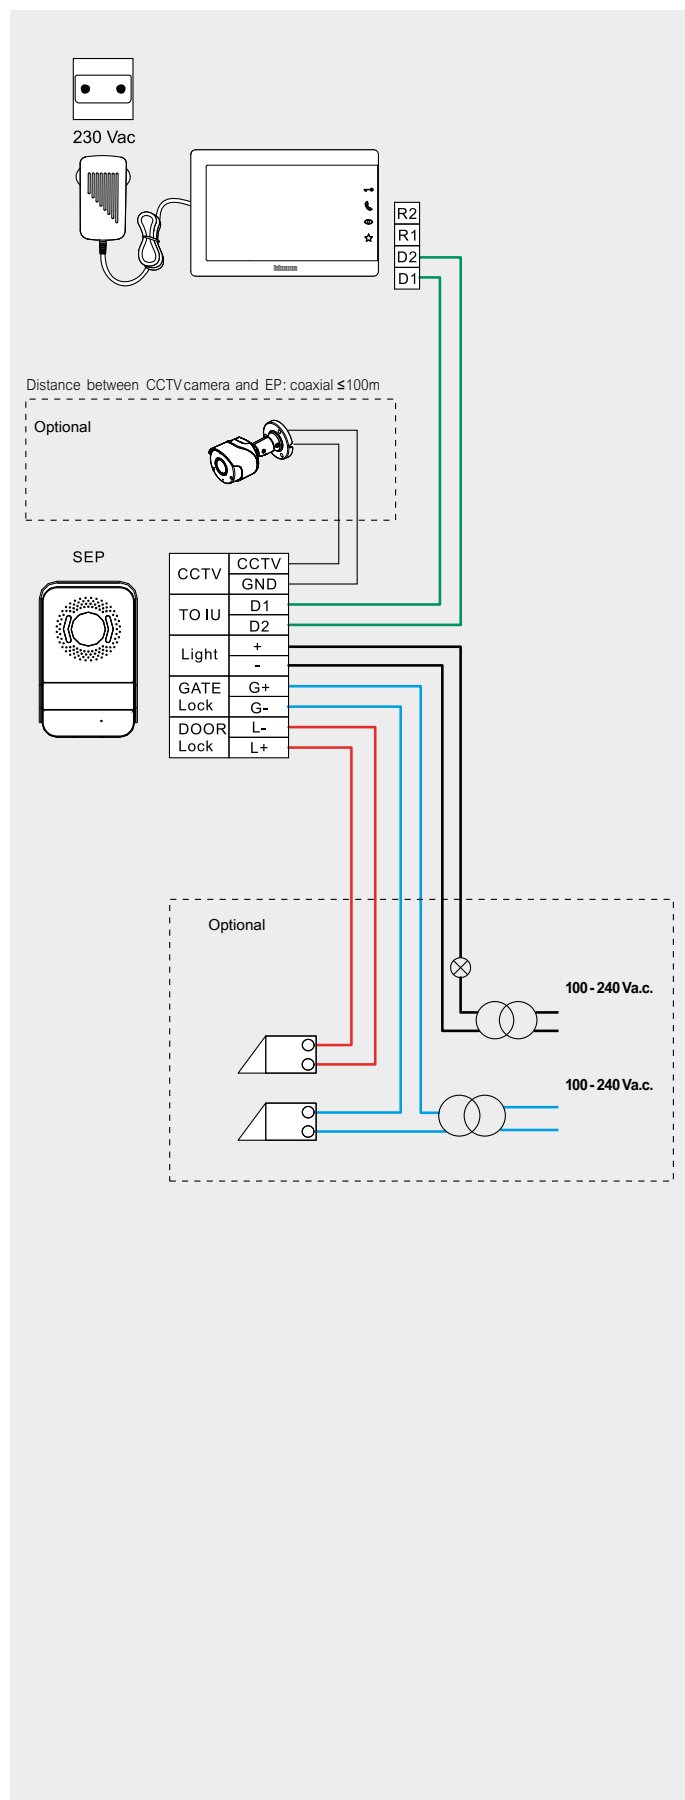 230 Vac
bticino
R2
R1
D2
D1
Distance between CCTV camera and EP: coaxial ≤100m
Optional
SEP
CCTV
CCTV
GND
TO IU
D1
D2
Light
+
-
GATE
Lock
G+
G-
DOOR
Lock
L-
L+
Optional
100 - 240 Va.c.
100 - 240 Va.c.